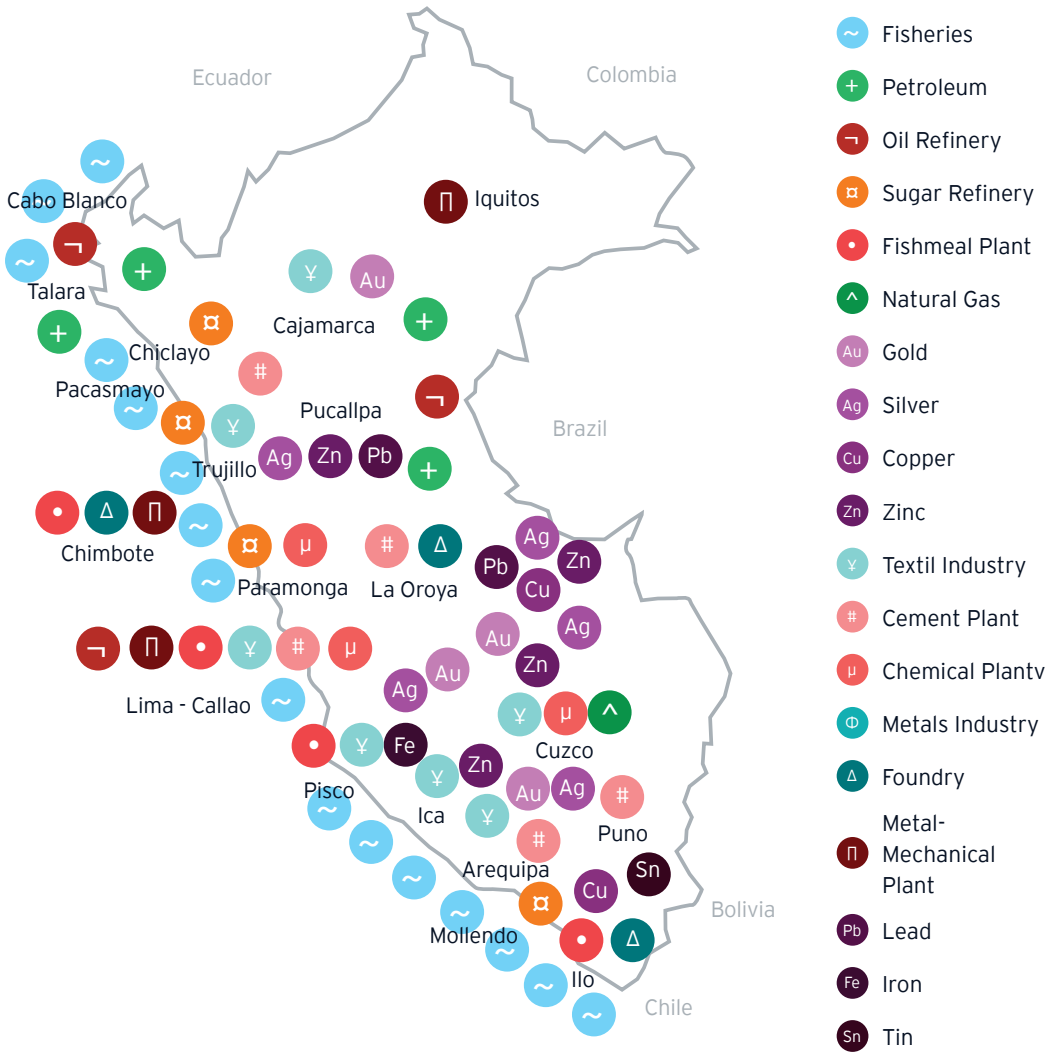 Ecuador
Colombia
~
~
Cabo Blanco
¬
~
Talara
+
∏
Iquitos
¥
Au
Cajamarca
+
+
¤
Chiclayo
~
Pacasmayo
#
~
¤
¥
Pucallpa
¬
Brazil
~
Trujillo
Ag
Zn
Pb
+
•
Δ
∏
~
Chimbote
¤
µ
~
Paramonga
#
Δ
La Oroya
Ag
Pb
Zn
Cu
Au
Ag
Zn
Au
Ag
¬
∏
•
¥
#
µ
Lima - Callao
~
¥
µ
^
Cuzco
•
¥
Fe
Pisco
~
¥
Zn
Ica
Au
Ag
#
Puno
¥
#
Arequipa
~
~
~
Mollendo
~
¤
Cu
Sn
Bolivia
•
Δ
Ilo
~
~
Chile
~ Fisheries
+ Petroleum
¬ Oil Refinery
¤ Sugar Refinery
• Fishmeal Plant
^ Natural Gas
Au Gold
Ag Silver
Cu Copper
Zn Zinc
¥ Textil Industry
# Cement Plant
µ Chemical Plantv
Φ Metals Industry
Δ Foundry
Metal-
∏ Mechanical
Plant
Pb Lead
Fe Iron
Sn Tin